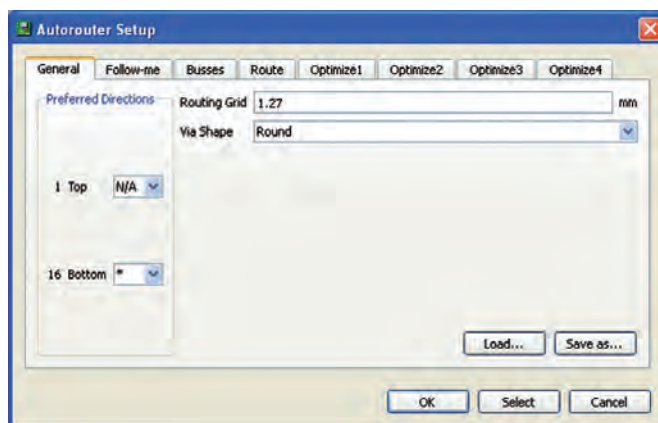 Autorouter Setup
General Follow-me Busses Route Optimize1 Optimize2 Optimize3 Optimize4
Preferred Directions
Routing Grid 1.27 mm
Via Shape Round
1 Top N/A
16 Bottom *
Load... Save as...
OK Select Cancel